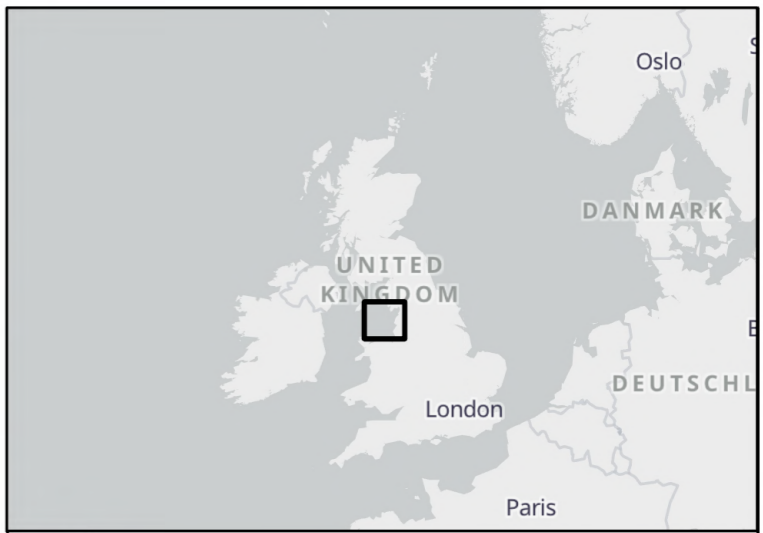 Oslo
S
DANMARK
UNITED
KINGDOM
E
DEUTSCHL
London
Paris